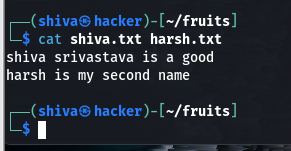 ┌──(shiva㉿hacker)-[~/fruits]
└─$ cat shiva.txt harsh.txt
shiva srivastava is a good
harsh is my second name
┌──(shiva㉿hacker)-[~/fruits]
└─$